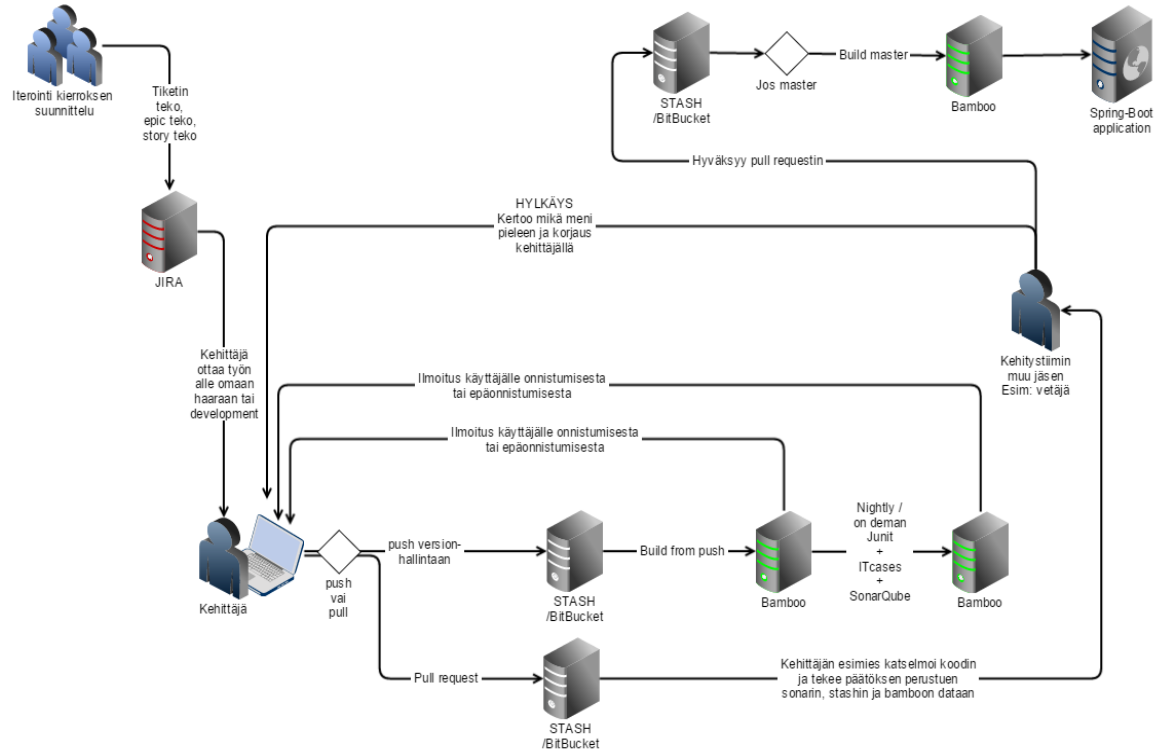 Iterointi kierroksen
suunnittelu
Tiketin
teko,
epic teko,
story teko
JIRA
Kehittäjä
ottaa työn
alle omaan
haaraan tai
development
Kehittäjä
push
vai
pull
push version-
hallintaan
STASH
/BitBucket
Build from push
Bamboo
Nightly /
on deman
Junit
+
ITcases
+
SonarQube
Bamboo
Ilmoitus käyttäjälle onnistumisesta
tai epäonnistumisesta
Ilmoitus käyttäjälle onnistumisesta
tai epäonnistumisesta
Pull request
STASH
/BitBucket
Kehittäjän esimies katselmoi koodin
ja tekee päätöksen perustuen
sonarin, stashin ja bamboon dataan
Kehitystiimin
muu jäsen
Esim: vetäjä
HYLKÄYS
Kertoo mikä meni
pieleen ja korjaus
kehittäjällä
Hyväksyy pull requestin
STASH
/BitBucket
Jos master
Build master
Bamboo
Spring-Boot
application